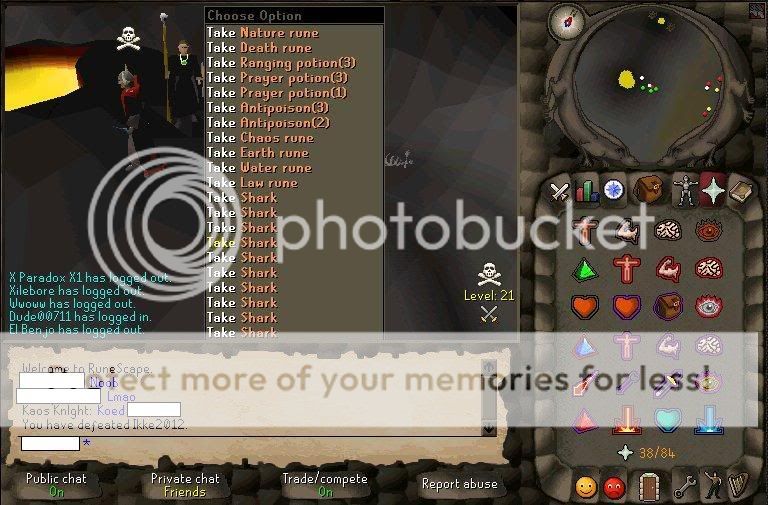 Choose Option
Take Nature rune
Take Death rune
Take Ranging potion(3)
Take Prayer potion(3)
Take Prayer potion(1)
Take Antipoison(3)
Take Antipoison(2)
Take Chaos rune
Take Earth rune
Take Water rune
Take Law rune
Take Shark
Take Shark
Take Shark
Take Shark
Take Shark
Take Shark
Take Shark
Take Shark
Take Shark
Take Shark
photobucket
X Paradox X1 has logged out.
Xilebore has logged out.
Wwoww has logged out.
Dude00711 has logged in.
El Benjo has logged out.
Level: 21
Welcome to RuneScape.
Noob
Lmao
Kaos Kn1ght: Koed
You have defeated Ikke2012.
*
more of your memories for less!
38/84
Public chat
On
Private chat
Friends
Trade/compete
On
Report abuse